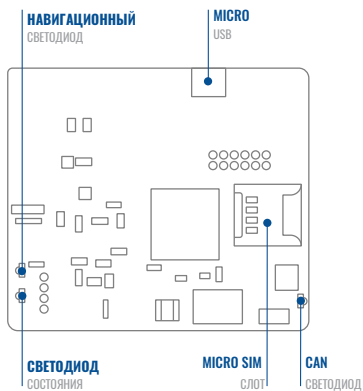 НАВИГАЦИОННЫЙ
СВЕТОДИОД
MICRO
USB
СВЕТОДИОД
СОСТОЯНИЯ
MICRO SIM
СЛОТ
CAN
СВЕТОДИОД